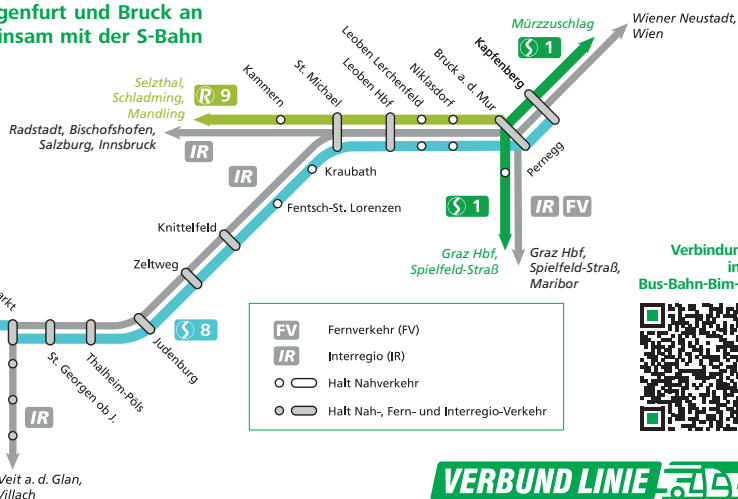 genfurt und Bruck an
insam mit der S-Bahn
Mürzzuschlag
S 1
Wiener Neustadt,
Wien
Selzthal,
Schladming,
Mandling
R 9
Kammern
St. Michael
Leoben Hbf
Leoben Lerchenfeld
Niklasdorf
Bruck a. d. Mur
Kapfenberg
Radstadt, Bischofshofen,
Salzburg, Innsbruck
IR
IR
Kraubath
Fentsch-St. Lorenzen
Pernegg
S 1
IR FV
Knittelfeld
Zeltweg
Graz Hbf,
Spielfeld-Straß
Graz Hbf,
Spielfeld-Straß,
Maribor
Verbindun
in
Bus-Bahn-Bim-
arkt
S 8
St. Georgen ob J.
Thalheim-Pöls
Judenburg
IR
FV Fernverkehr (FV)
IR Interregio (IR)
Halt Nahverkehr
Halt Nah-, Fern- und Interregio-Verkehr
Veit a. d. Glan,
Villach
VERBUND LINIE